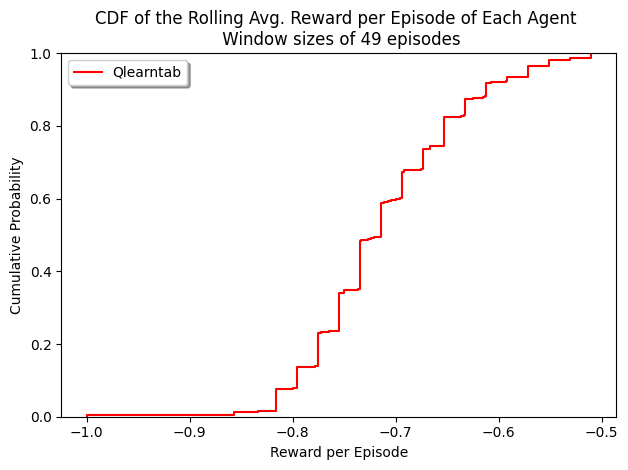 CDF of the Rolling Avg. Reward per Episode of Each Agent
Window sizes of 49 episodes
Qlearntab
Cumulative Probability
1.0
0.8
0.6
0.4
0.2
0.0
−1.0 −0.9 −0.8 −0.7 −0.6 −0.5
Reward per Episode